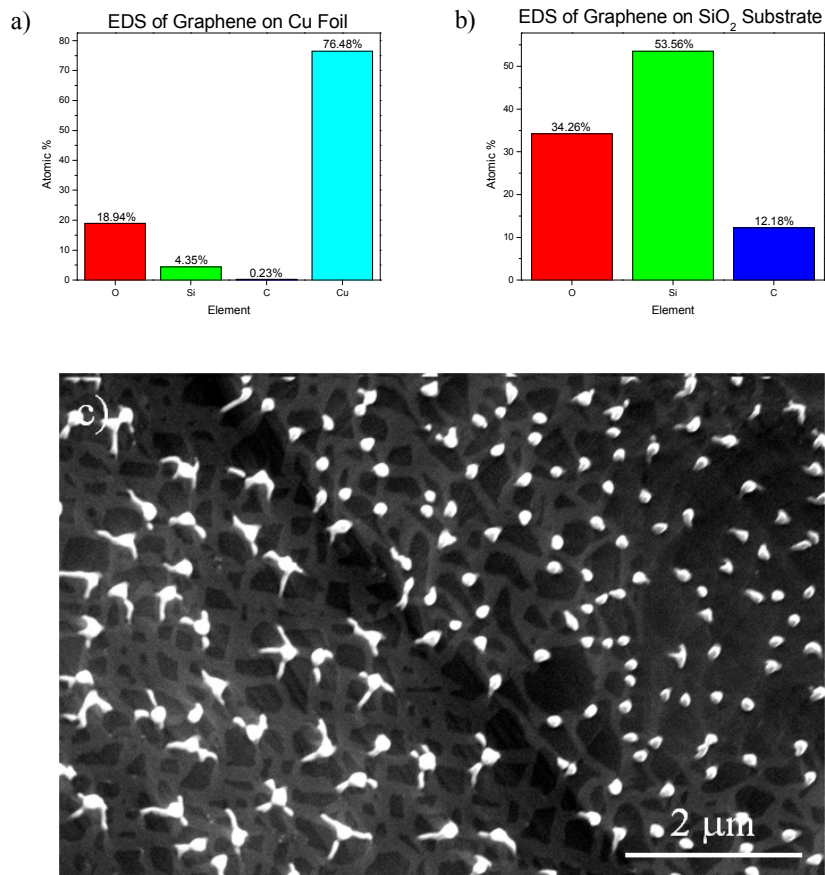 a)
EDS of Graphene on Cu Foil
80
70
60
50
40
30
20
10
0
Atomic %
18.94%
4.35%
0.23%
76.48%
O Si C Cu
Element
b)
EDS of Graphene on SiO₂ Substrate
50
40
30
20
10
0
Atomic %
34.26%
53.56%
12.18%
O Si C
Element
c)
2 μm